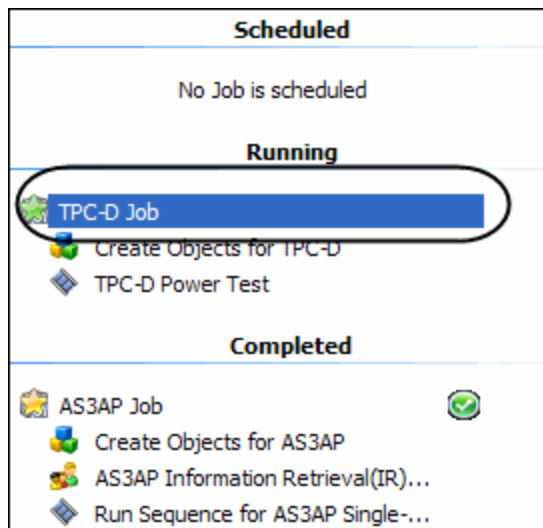 Scheduled
No Job is scheduled
Running
TPC-D Job
Create Objects for TPC-D
TPC-D Power Test
Completed
AS3AP Job
Create Objects for AS3AP
AS3AP Information Retrieval(IR)...
Run Sequence for AS3AP Single-...